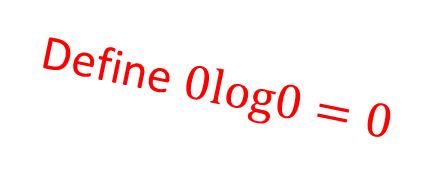 Define 0log0 = 0